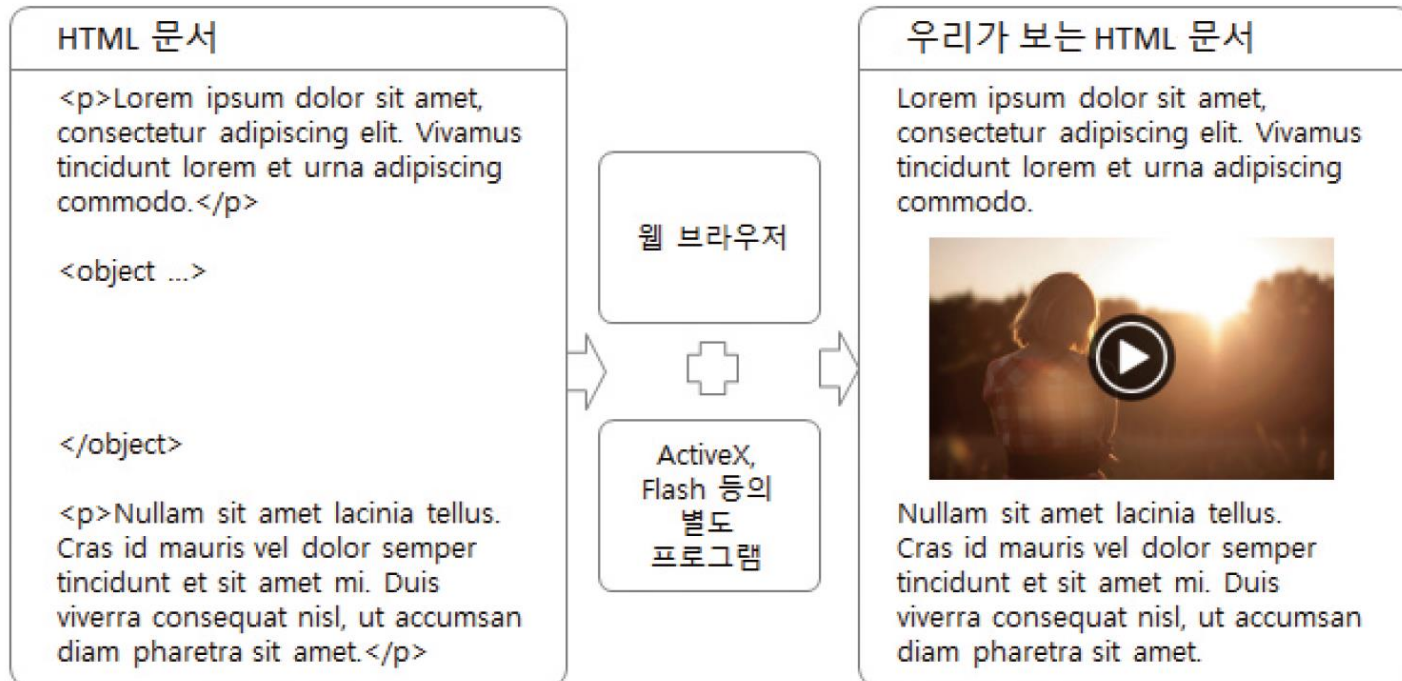 HTML 문서
<p>Lorem ipsum dolor sit amet,
consectetur adipiscing elit. Vivamus
tincidunt lorem et urna adipiscing
commodo.</p>
<object ...>
</object>
<p>Nullam sit amet lacinia tellus.
Cras id mauris vel dolor semper
tincidunt et sit amet mi. Duis
viverra consequat nisl, ut accumsan
diam pharetra sit amet.</p>
웹 브라우저
ActiveX,
Flash 등의
별도
프로그램
우리가 보는 HTML 문서
Lorem ipsum dolor sit amet,
consectetur adipiscing elit. Vivamus
tincidunt lorem et urna adipiscing
commodo.
Nullam sit amet lacinia tellus.
Cras id mauris vel dolor semper
tincidunt et sit amet mi. Duis
viverra consequat nisl, ut accumsan
diam pharetra sit amet.